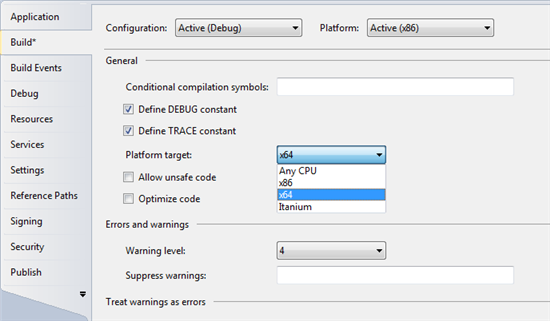 Application
Build*
Build Events
Debug
Resources
Services
Settings
Reference Paths
Signing
Security
Publish
Configuration: Active (Debug) Platform: Active (x86)
General
Conditional compilation symbols:
Define DEBUG constant
Define TRACE constant
Platform target: x64
Any CPU
x86
x64
Itanium
Allow unsafe code
Optimize code
Errors and warnings
Warning level: 4
Suppress warnings:
Treat warnings as errors